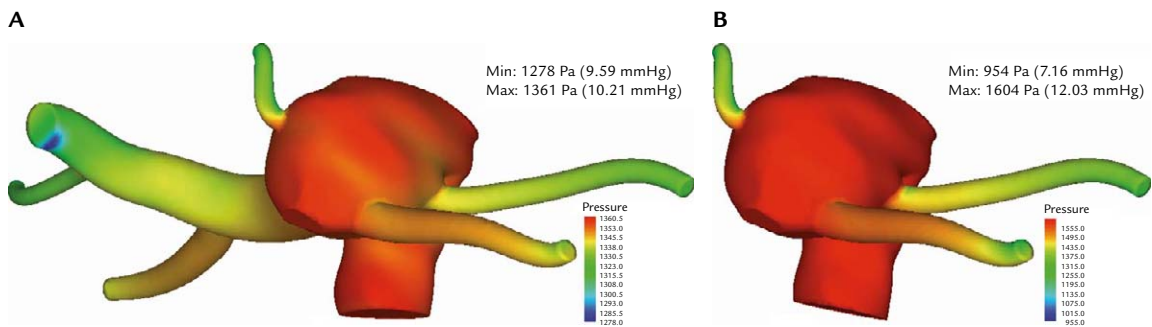 A
B
Min: 1278 Pa (9.59 mmHg)
Max: 1361 Pa (10.21 mmHg)
Min: 954 Pa (7.16 mmHg)
Max: 1604 Pa (12.03 mmHg)
Pressure
1360.5
1353.0
1345.5
1338.0
1330.5
1323.0
1315.5
1308.0
1300.5
1293.0
1285.5
1278.0
Pressure
1555.0
1495.0
1435.0
1375.0
1315.0
1255.0
1195.0
1135.0
1075.0
1015.0
955.0